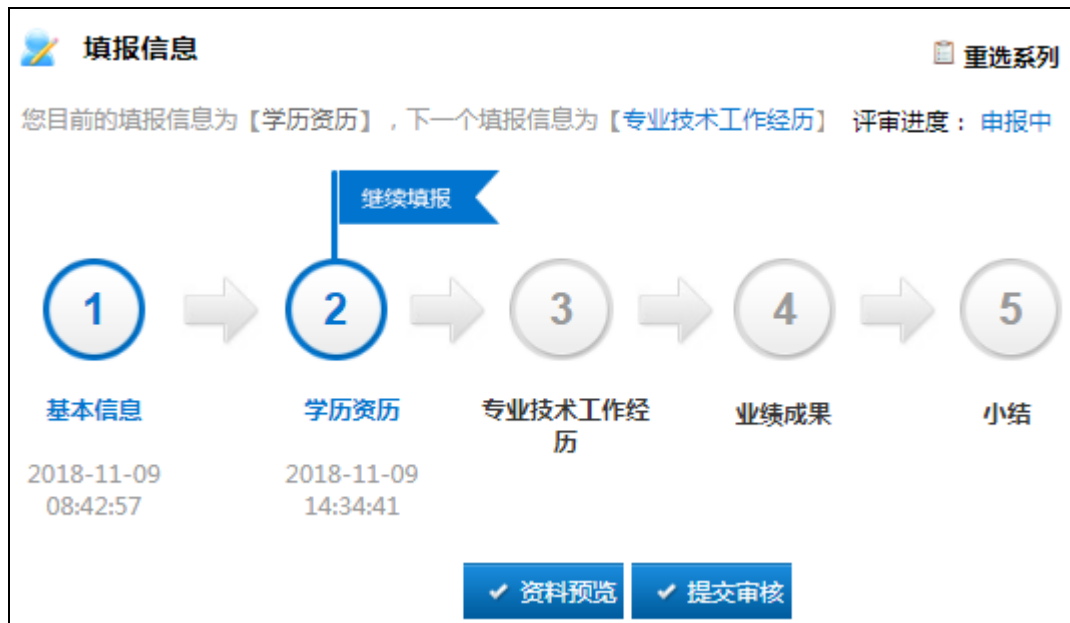 填报信息
重选系列
您目前的填报信息为【学历资历】，下一个填报信息为【专业技术工作经历】 评审进度： 申报中
继续填报
1 2 3 4 5
基本信息 学历资历 专业技术工作经 业绩成果 小结
历
2018-11-09 2018-11-09
08:42:57 14:34:41
资料预览 提交审核